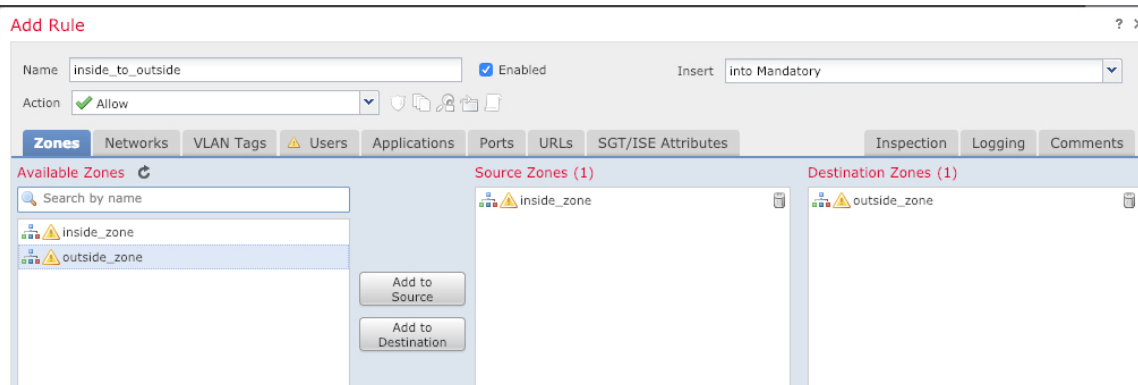 Add Rule
?
Name inside_to_outside Enabled Insert into Mandatory
Action Allow
Zones Networks VLAN Tags Users Applications Ports URLs SGT/ISE Attributes Inspection Logging Comments
Available Zones Source Zones (1) Destination Zones (1)
Search by name inside_zone outside_zone
inside_zone
outside_zone
Add to
Source
Add to
Destination